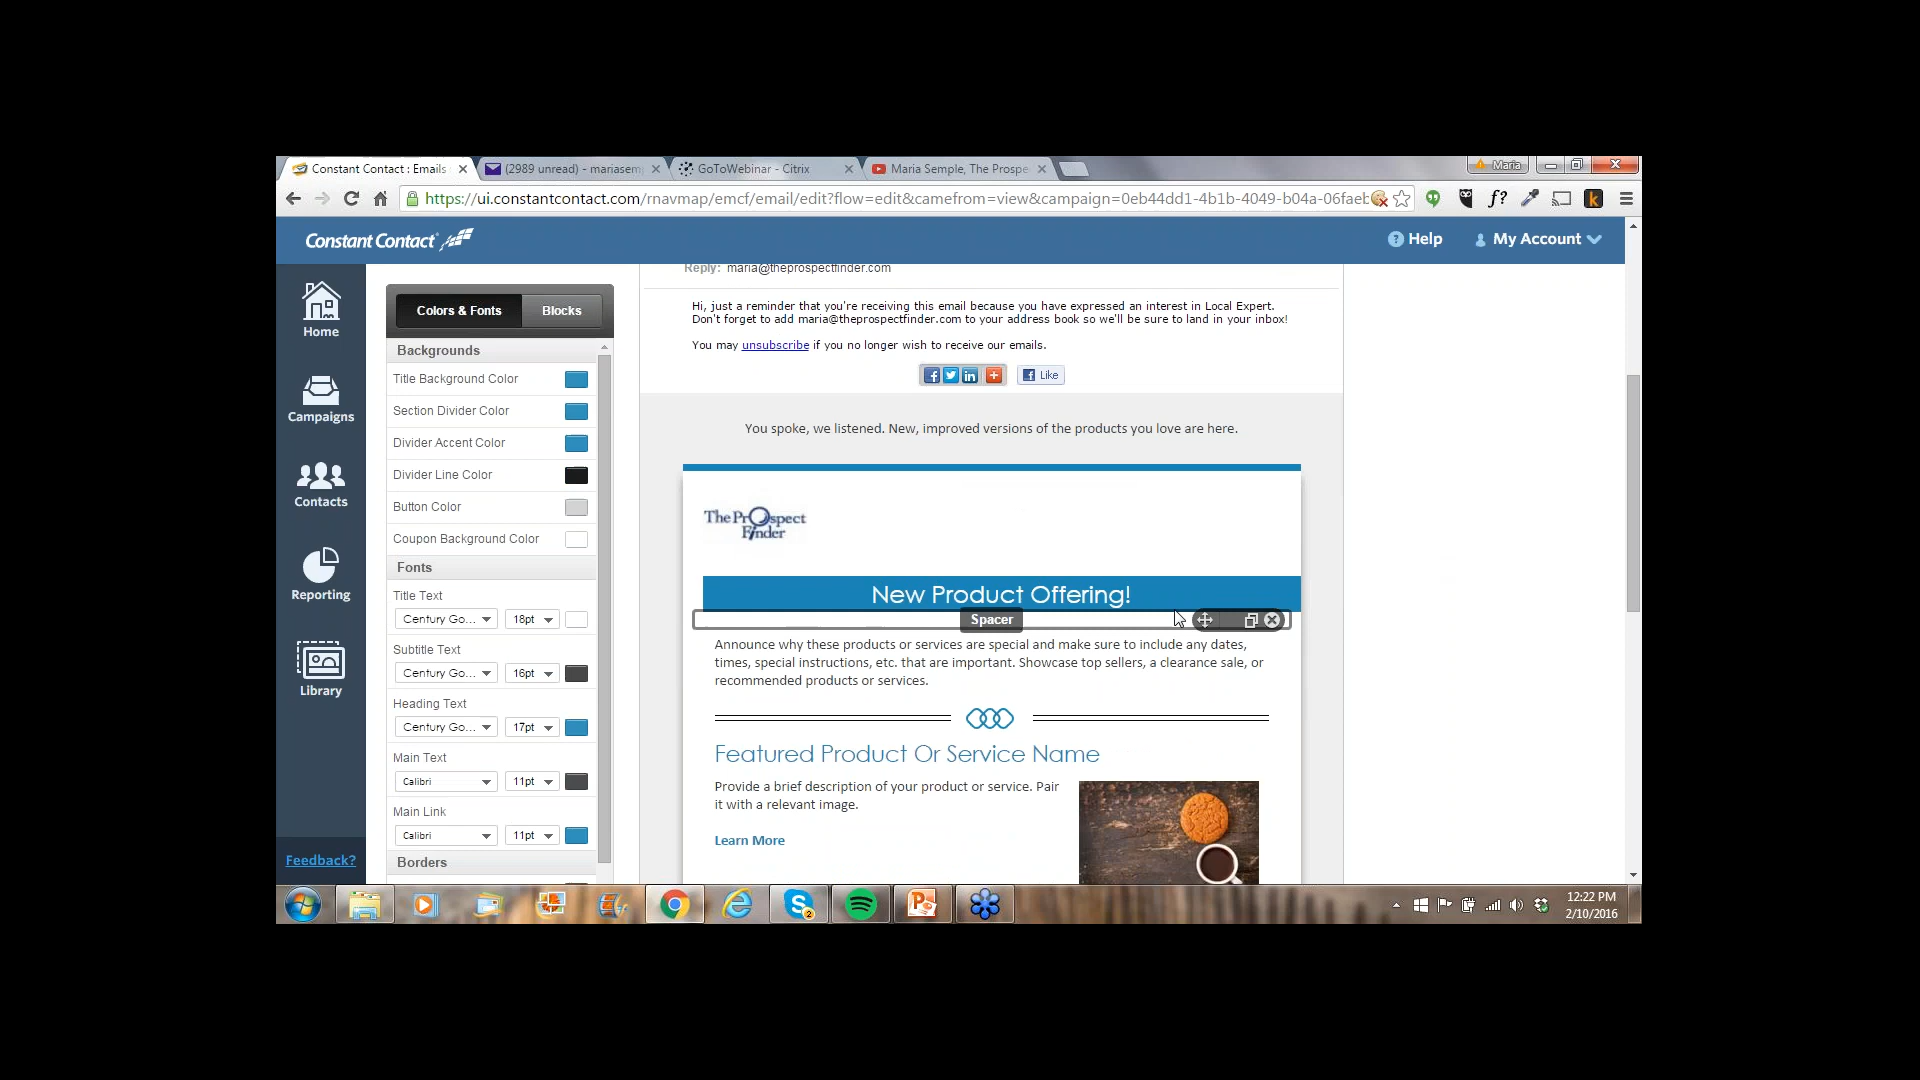 Constant Contact : Emails
(2989 unread) - mariasem
GoToWebinar - Citrix
Maria Semple, The Prospe
Maria
https://ui.constantcontact.com/rnavmap/emcf/email/edit?flow=edit&camefrom=view&campaign=0eb44dd1-4b1b-4049-b04a-06faeb
Constant Contact
Help
My Account
Home
Campaigns
Contacts
Reporting
Library
Feedback?
Colors & Fonts
Blocks
Backgrounds
Title Background Color
Section Divider Color
Divider Accent Color
Divider Line Color
Button Color
Coupon Background Color
Fonts
Title Text
Century Go... 18pt
Subtitle Text
Century Go... 16pt
Heading Text
Century Go... 17pt
Main Text
Calibri 11pt
Main Link
Calibri 11pt
Borders
Reply: maria@theprospectfinder.com
Hi, just a reminder that you're receiving this email because you have expressed an interest in Local Expert.
Don't forget to add maria@theprospectfinder.com to your address book so we'll be sure to land in your inbox!
You may unsubscribe if you no longer wish to receive our emails.
Like
You spoke, we listened. New, improved versions of the products you love are here.
The Prospect
Finder
New Product Offering!
Spacer
Announce why these products or services are special and make sure to include any dates,
times, special instructions, etc. that are important. Showcase top sellers, a clearance sale, or
recommended products or services.
Featured Product Or Service Name
Provide a brief description of your product or service. Pair
it with a relevant image.
Learn More
12:22 PM
2/10/2016